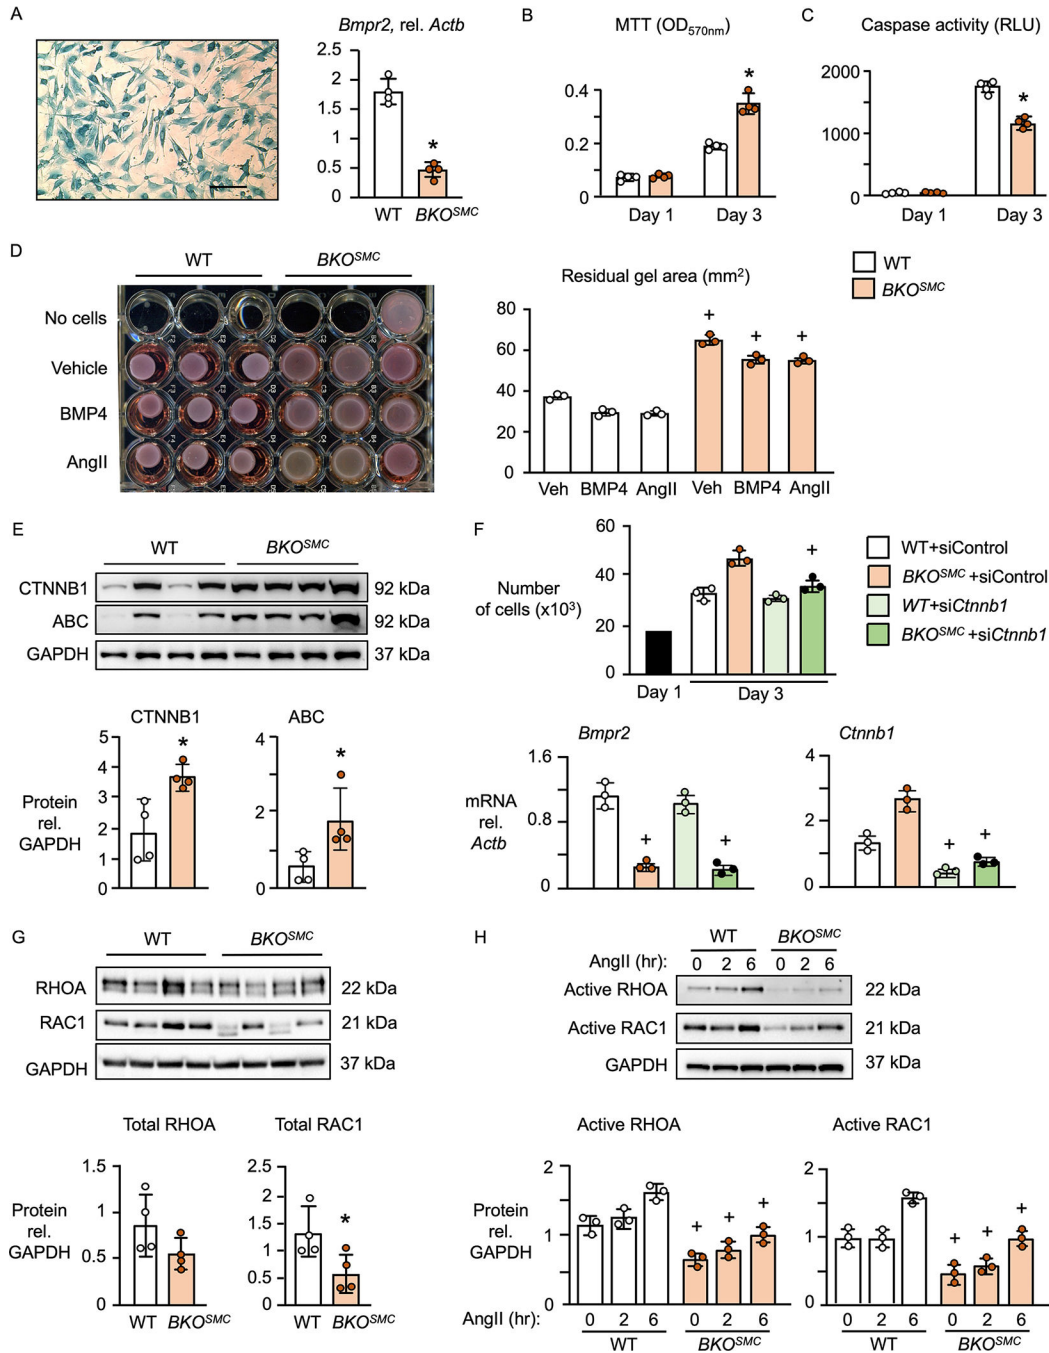 A
Bmpr2, rel. Actb
2.5
2
1.5
1
0.5
0
*
WT
BKO^SMC
B
MTT (OD570nm)
0.4
0.2
0
*
Day 1
Day 3
C
Caspase activity (RLU)
2000
1000
0
*
Day 1
Day 3
WT
BKO^SMC
D
WT
BKO^SMC
No cells
Vehicle
BMP4
AngII
Residual gel area (mm²)
80
60
40
20
0
+ + +
Veh BMP4 AngII Veh BMP4 AngII
E
WT
BKO^SMC
CTNNB1
92 kDa
ABC
92 kDa
GAPDH
37 kDa
CTNNB1
Protein
rel.
GAPDH
5
4
3
2
1
0
*
ABC
4
2
1
0
*
F
Number
of cells (x10³)
60
40
20
0
+
Day 1
Day 3
WT+siControl
BKO^SMC +siControl
WT+siCtnnb1
BKO^SMC +siCtnnb1
Bmpr2
mRNA
rel.
Actb
1.6
0.8
0
+ +
Ctnnb1
4
2
0
+ +
G
WT
BKO^SMC
RHOA
22 kDa
RAC1
21 kDa
GAPDH
37 kDa
Total RHOA
Protein
rel.
GAPDH
1.5
1
0.5
0
WT BKO^SMC
Total RAC1
2.5
2
1.5
1
0.5
0
*
WT BKO^SMC
H
WT
BKO^SMC
AngII (hr): 0 2 6 0 2 6
Active RHOA
22 kDa
Active RAC1
21 kDa
GAPDH
37 kDa
Active RHOA
Protein
rel.
GAPDH
2
1
0
+ + +
AngII (hr): 0 2 6 0 2 6
WT
BKO^SMC
Active RAC1
2
1
0
+ + +
0 2 6 0 2 6
WT
BKO^SMC